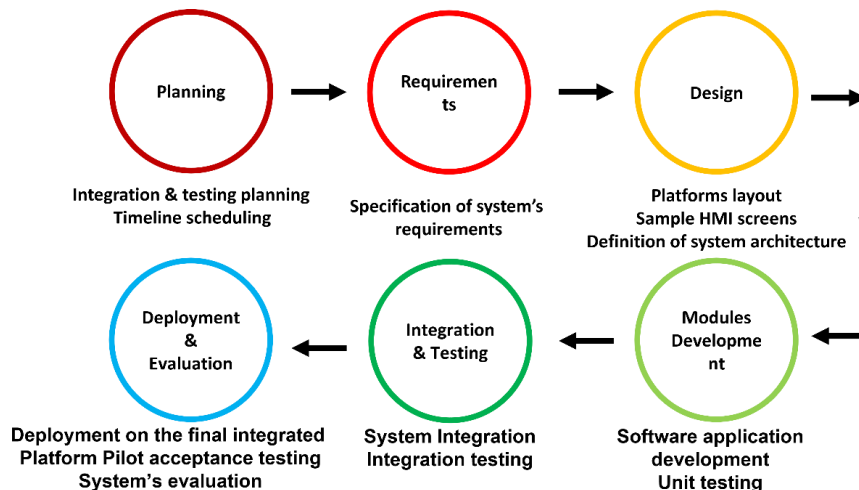 Planning
Requiremen
ts
Design
Integration & testing planning
Timeline scheduling
Specification of system's
requirements
Platforms layout
Sample HMI screens
Definition of system architecture
Deployment
&
Evaluation
Integration
& Testing
Modules
Developme
nt
Deployment on the final integrated
Platform Pilot acceptance testing
System's evaluation
System Integration
Integration testing
Software application
development
Unit testing